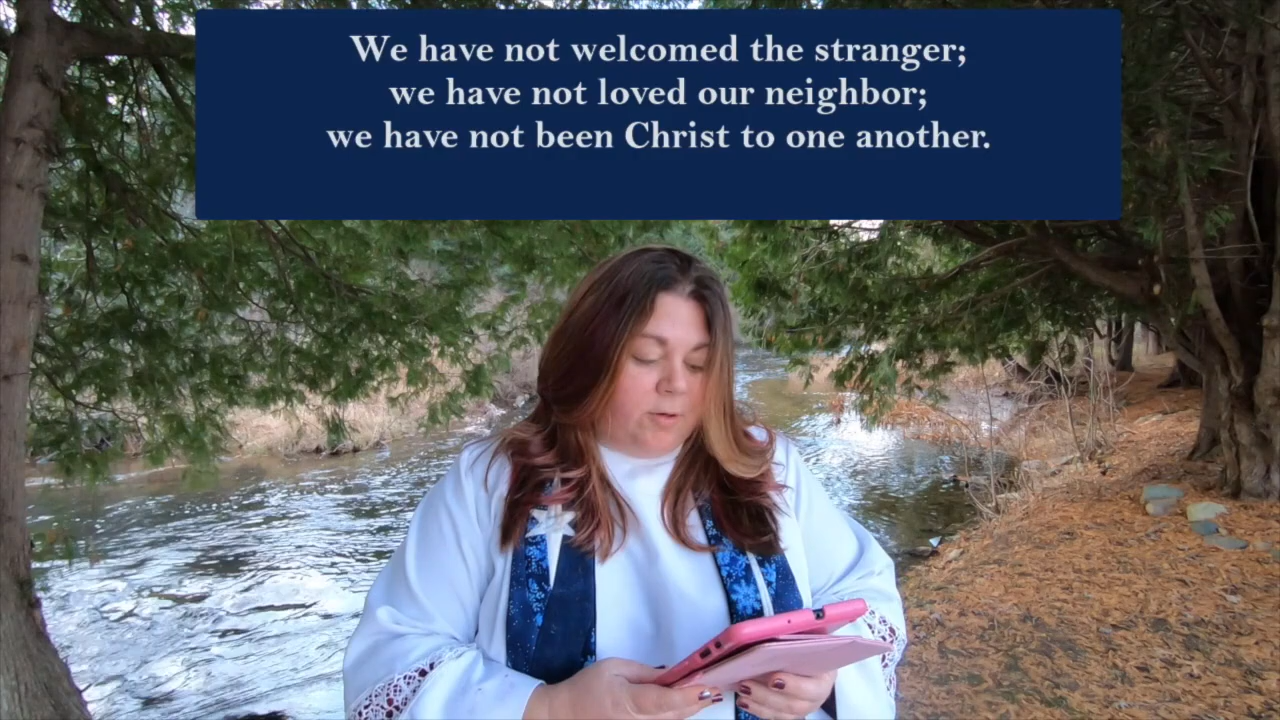 We have not welcomed the stranger;
we have not loved our neighbor;
we have not been Christ to one another.